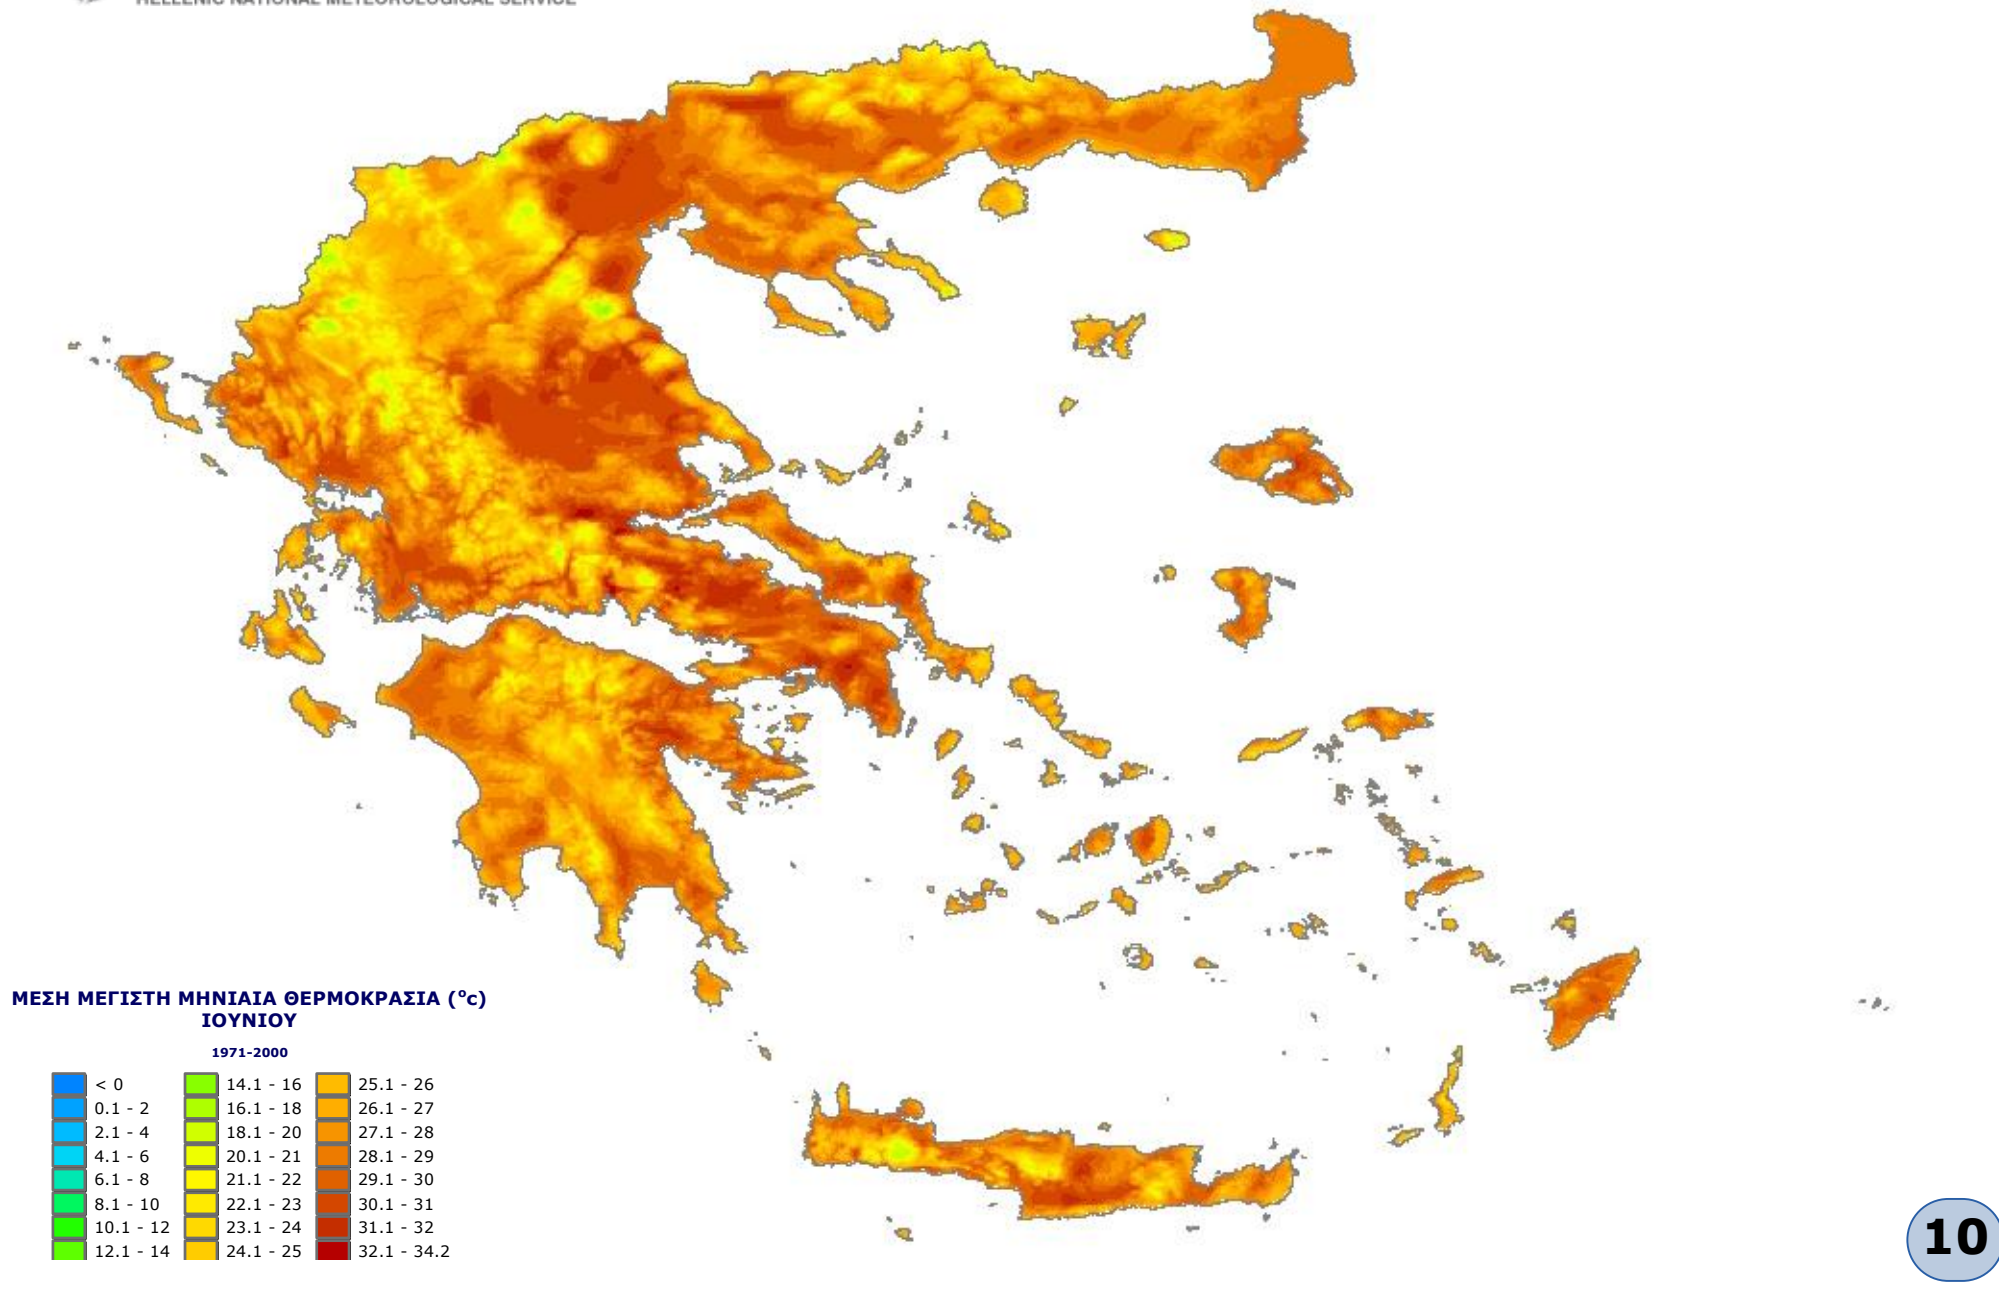 HELLENIC NATIONAL METEOROLOGICAL SERVICE
ΜΕΣΗ ΜΕΓΙΣΤΗ ΜΗΝΙΑΙΑ ΘΕΡΜΟΚΡΑΣΙΑ (°c)
ΙΟΥΝΙΟΥ
1971-2000
< 0 14.1 - 16 25.1 - 26
0.1 - 2 16.1 - 18 26.1 - 27
2.1 - 4 18.1 - 20 27.1 - 28
4.1 - 6 20.1 - 21 28.1 - 29
6.1 - 8 21.1 - 22 29.1 - 30
8.1 - 10 22.1 - 23 30.1 - 31
10.1 - 12 23.1 - 24 31.1 - 32
12.1 - 14 24.1 - 25 32.1 - 34.2
10